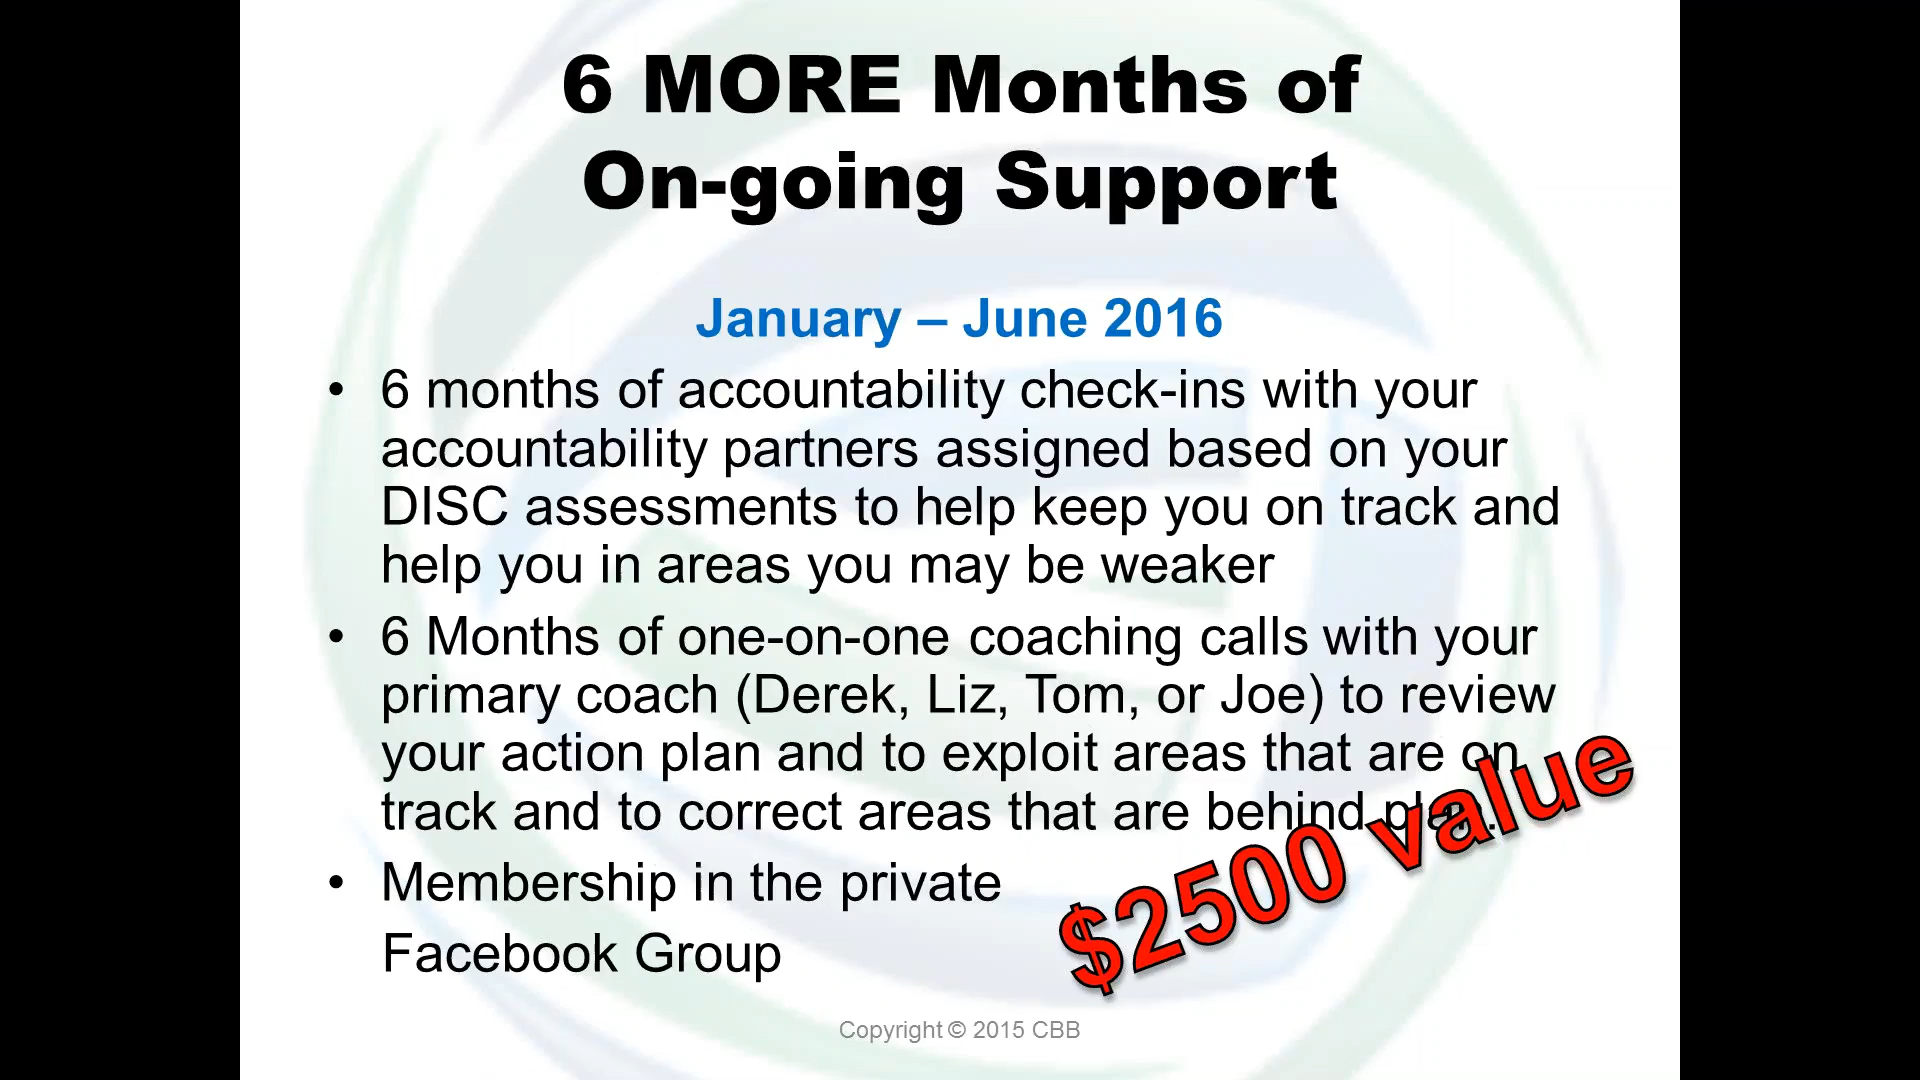 6 MORE Months of
On-going Support
January – June 2016
• 6 months of accountability check-ins with your
accountability partners assigned based on your
DISC assessments to help keep you on track and
help you in areas you may be weaker
• 6 Months of one-on-one coaching calls with your
primary coach (Derek, Liz, Tom, or Joe) to review
your action plan and to exploit areas that are on
track and to correct areas that are behind plan.
• Membership in the private
Facebook Group
$2500 value
Copyright © 2015 CBB